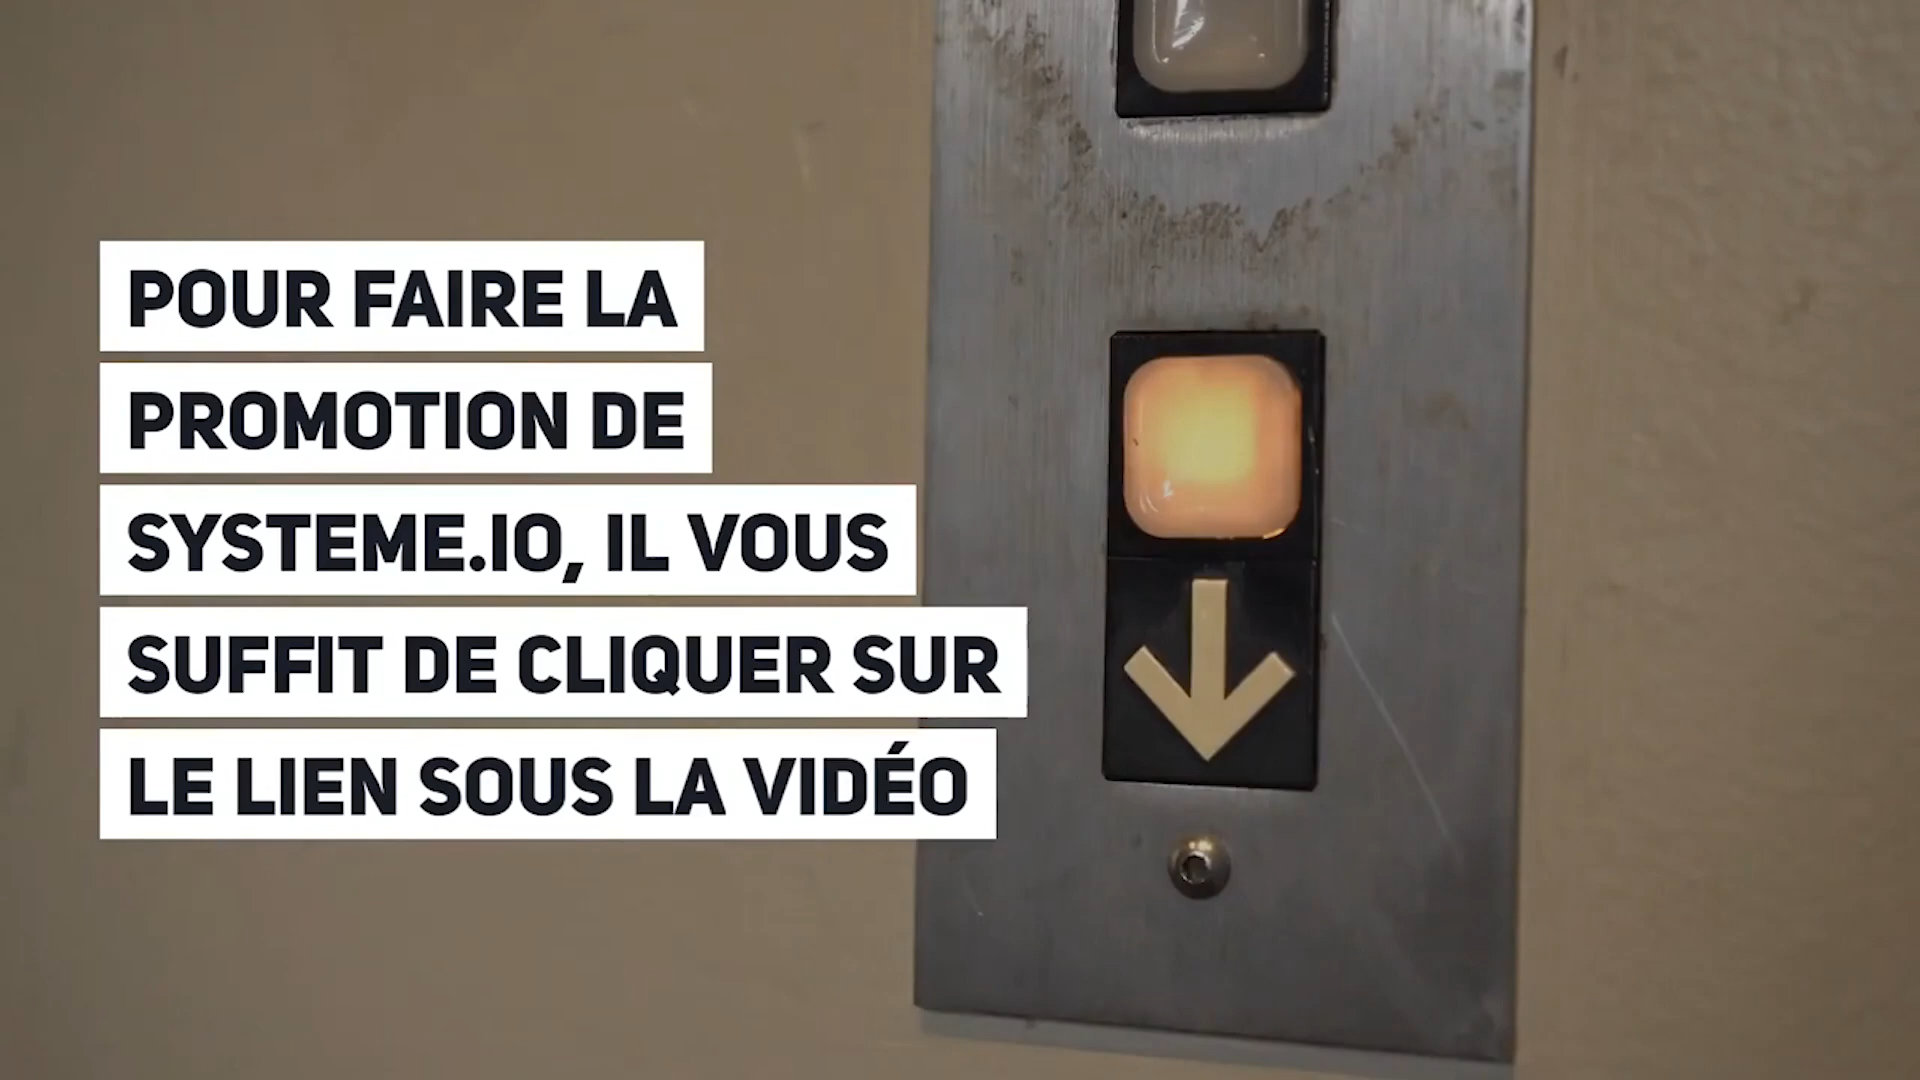 POUR FAIRE LA
PROMOTION DE
SYSTEME.IO, IL VOUS
SUFFIT DE CLIQUER SUR
LE LIEN SOUS LA VIDÉO